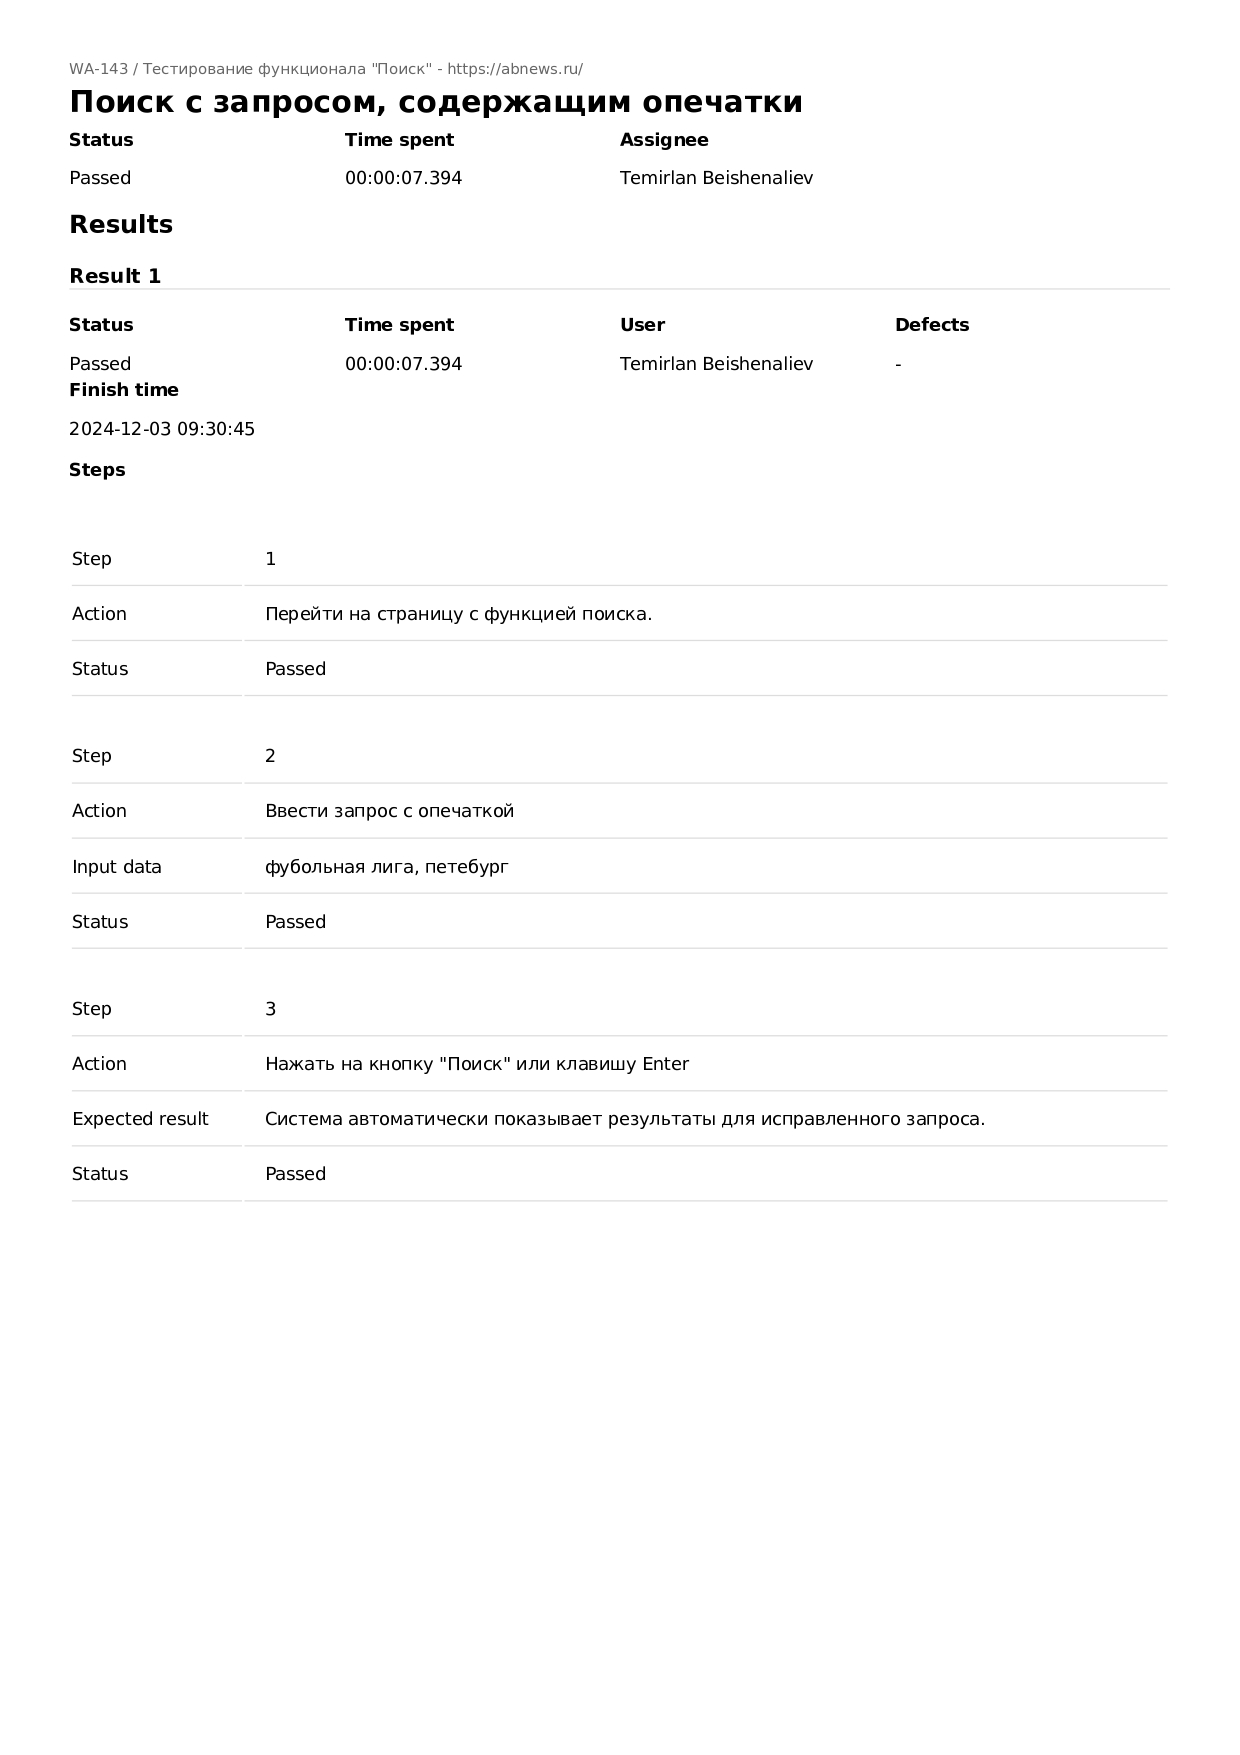 WA-143 / Тестирование функционала "Поиск" - https://abnews.ru/
Поиск с запросом, содержащим опечатки
Status Time spent Assignee
Passed 00:00:07.394 Temirlan Beishenaliev
Results
Result 1
Status Time spent User Defects
Passed 00:00:07.394 Temirlan Beishenaliev -
Finish time
2024-12-03 09:30:45
Steps
Step 1
Action Перейти на страницу с функцией поиска.
Status Passed
Step 2
Action Ввести запрос с опечаткой
Input data фубольная лига, петебург
Status Passed
Step 3
Action Нажать на кнопку "Поиск" или клавишу Enter
Expected result Система автоматически показывает результаты для исправленного запроса.
Status Passed